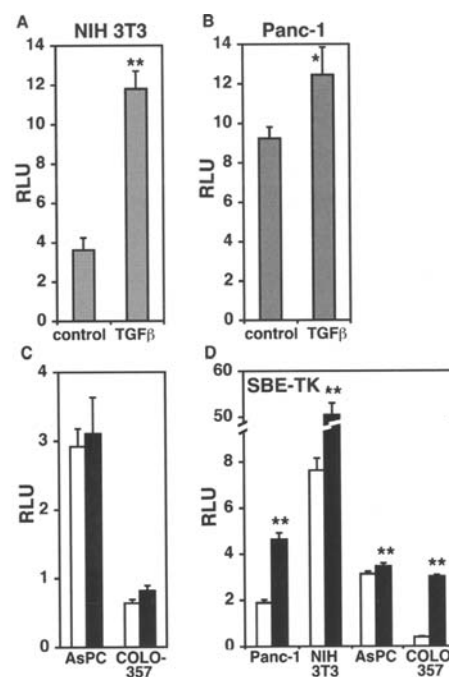 A
NIH 3T3
14
12
10
8
6
4
2
0
RLU
**
control
TGFβ
B
Panc-1
14
12
10
8
6
4
2
0
RLU
*
control
TGFβ
C
4
3
2
1
0
RLU
AsPC
COLO-
357
D
SBE-TK
60
50
8
6
4
2
0
RLU
**
**
**
**
Panc-1
NIH
3T3
AsPC
COLO-
357